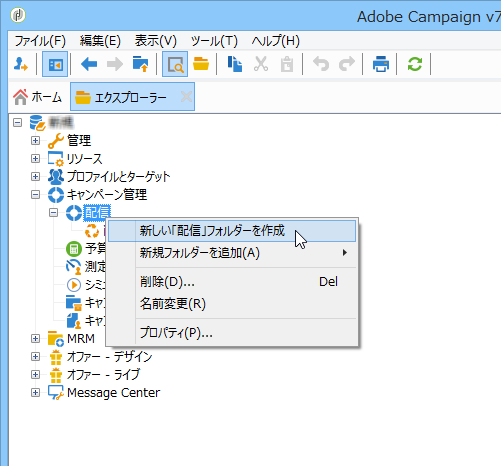 Adobe Campaign v7
ファイル(F) 編集(E) 表示(V) ツール(T) ヘルプ(H)
ホーム エクスプローラー
管理
リソース
プロファイルとターゲット
キャンペーン管理
配信
新しい「配信」フォルダーを作成
予算
新規フォルダーを追加(A)
測定
シミ
削除(D)... Del
キャン
名前変更(R)
キャン
プロパティ(P)...
MRM
オファー - デザイン
オファー - ライブ
Message Center